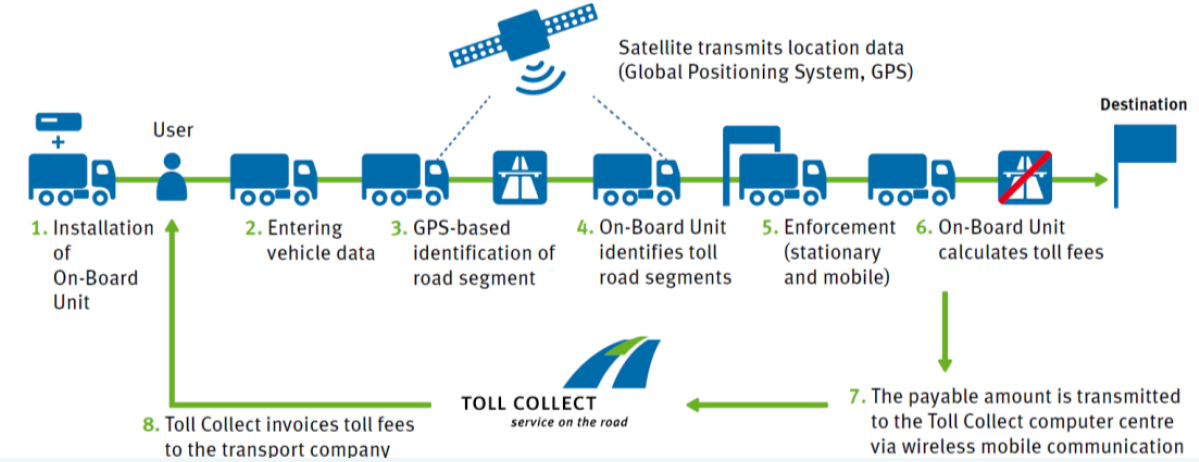 Satellite transmits location data
(Global Positioning System, GPS)
Destination
User
1. Installation
of
On-Board
Unit
2. Entering
vehicle data
3. GPS-based
identification of
road segment
4. On-Board Unit
identifies toll
road segments
5. Enforcement
(stationary
and mobile)
6. On-Board Unit
calculates toll fees
7. The payable amount is transmitted
to the Toll Collect computer centre
via wireless mobile communication
TOLL COLLECT
service on the road
8. Toll Collect invoices toll fees
to the transport company